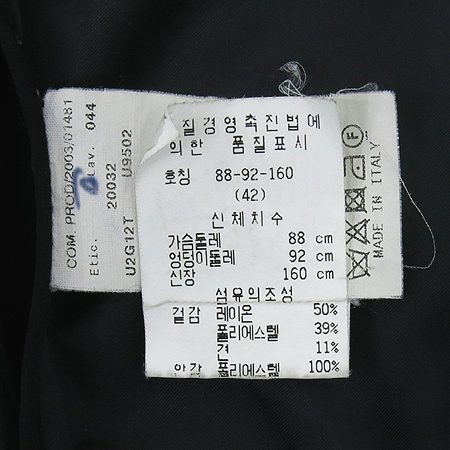 질경영촉진법에
의한 품질표시
호칭 88-92-160
(42)
신체치수
가슴둘레 88 cm
엉덩이둘레 92 cm
신장 160 cm
섬유의조성
겉감 레이온 50%
폴리에스텔 39%
견 11%
안감 폴리에스텔 100%
COM. PROD/2003/01481
Lav. 044
Etic. 20032
U2G12T U9502
F
MADE IN ITALY